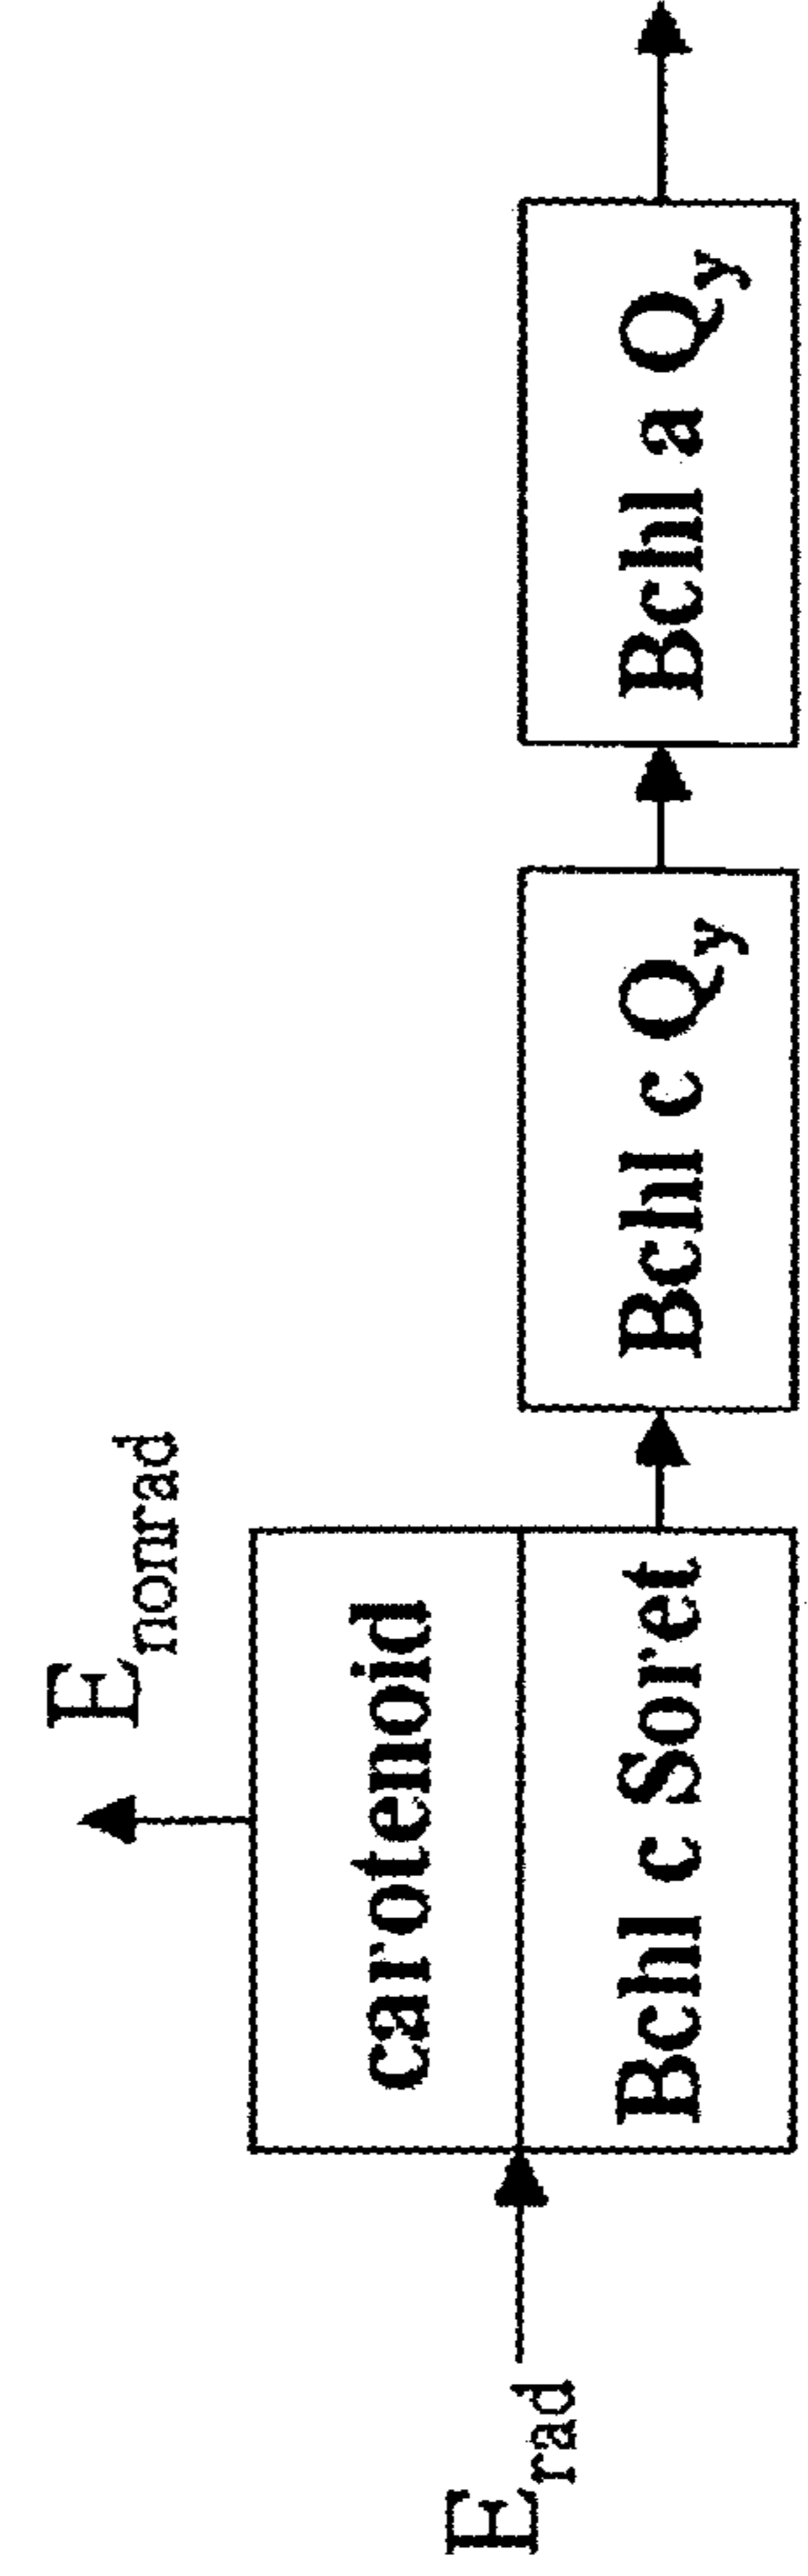 E_nonrad
carotenoid
E_rad
Bchl c Soret
Bchl c Q_y
Bchl a Q_y